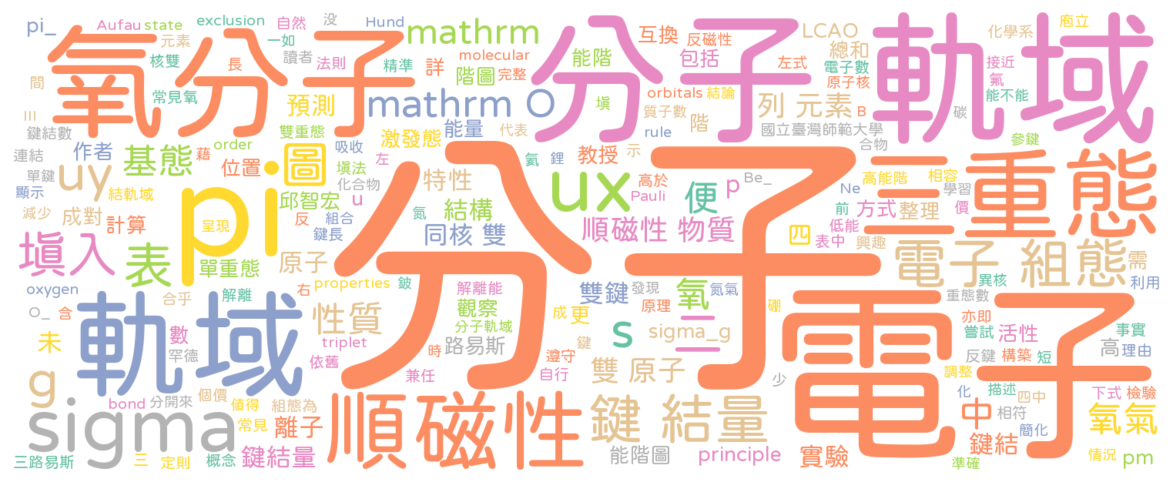 pi_
Aufau
state
exclusion
自然
沒
Hund
mathrm
互換
LCAO
化學系
庖立
元素
一如
讀者
molecular
能階
反磁性
總和
接近
氧分子
分子
軌域
核雙
長
法則
精準
詳
階圖
完整
包括
電子數
左式
氟
間
常見氧
預測
mathrm O
填
orbitals
結論
原子核
能不能
III
質子數
列 元素
B
碳
鍵結數
雙重態
order
激發態
能量
代表
rule
階
國立臺灣師範大學
合物
參鍵
連結
作者
基態
藉
圖
吸收
左
氦
鋰
教授
示
位置
單鍵
uy
pi
填法
特性
ux
高於
便
p
Be_
高能階
相容
三重態
顯示
結軌域
化合物
Pauli
Ne
學習
減少
成對
計算
呈現
邱智宏
u
氮
結構
前
方式
整理
價
填入
表
單重態
反
組合
鍵長
同核 雙
順磁性 物質
四
低能
表中
興趣
分子
電子 組態
需
oxygen
合乎
解離
原子
properties
鈹
解離能
觀察
雙鍵
發現
氧
氮氣
異核
利用
O_
含
軌域
右
分子軌域
成
更
原理
硼
重態數
未
數
性質
triplet
路易斯
鍵
s
二
sigma_g
亦即
嘗試
活性
事實
罕德
依舊
時
遵守
高
理由
g
bond
分開來
個價
值得
組態為
兼任
自行
雙 原子
少
電子
反鍵
構築
短
調整
sigma
常見
離子
順磁性
鍵 結量
化
描述
四中
下式
檢驗
中
相符
氧氣
簡化
三路易斯
三
定則
概念
鍵結量
能階圖
principle
實驗
鍵結
準確
情況
pm